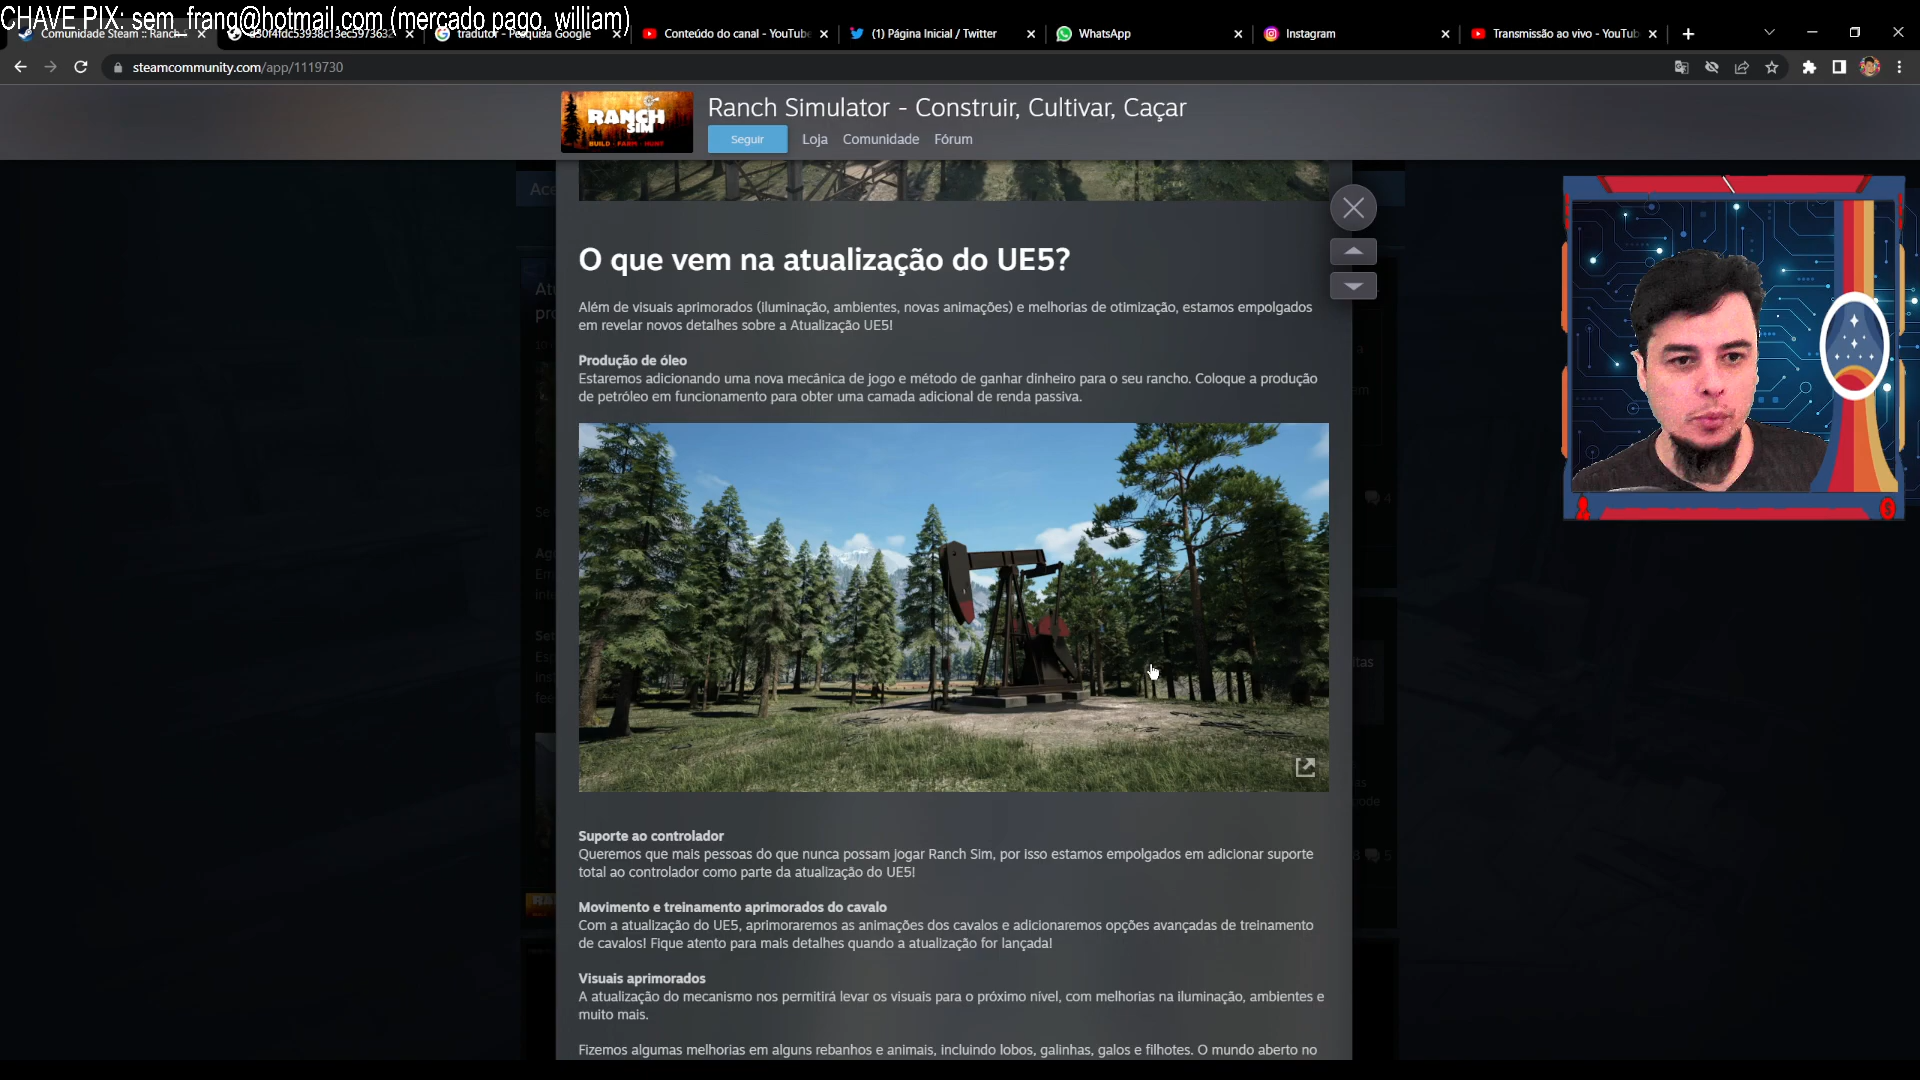 CHAVE PIX: sem_franq@hotmail.com (mercado pago, william)
Comunidade Steam :: Ranch
d30f4fdc53938c13ec5973632
tradutor - Pesquisa Google
Conteúdo do canal - YouTube
(1) Página Inicial / Twitter
WhatsApp
Instagram
Transmissão ao vivo - YouTub
steamcommunity.com/app/1119730
RANCH
SIM
BUILD · FARM · HUNT
Ranch Simulator - Construir, Cultivar, Caçar
Seguir
Loja
Comunidade
Fórum
O que vem na atualização do UE5?
Além de visuais aprimorados (iluminação, ambientes, novas animações) e melhorias de otimização, estamos empolgados
em revelar novos detalhes sobre a Atualização UE5!
Produção de óleo
Estaremos adicionando uma nova mecânica de jogo e método de ganhar dinheiro para o seu rancho. Coloque a produção
de petróleo em funcionamento para obter uma camada adicional de renda passiva.
Suporte ao controlador
Queremos que mais pessoas do que nunca possam jogar Ranch Sim, por isso estamos empolgados em adicionar suporte
total ao controlador como parte da atualização do UE5!
Movimento e treinamento aprimorados do cavalo
Com a atualização do UE5, aprimoraremos as animações dos cavalos e adicionaremos opções avançadas de treinamento
de cavalos! Fique atento para mais detalhes quando a atualização for lançada!
Visuais aprimorados
A atualização do mecanismo nos permitirá levar os visuais para o próximo nível, com melhorias na iluminação, ambientes e
muito mais.
Fizemos algumas melhorias em alguns rebanhos e animais, incluindo lobos, galinhas, galos e filhotes. O mundo aberto no